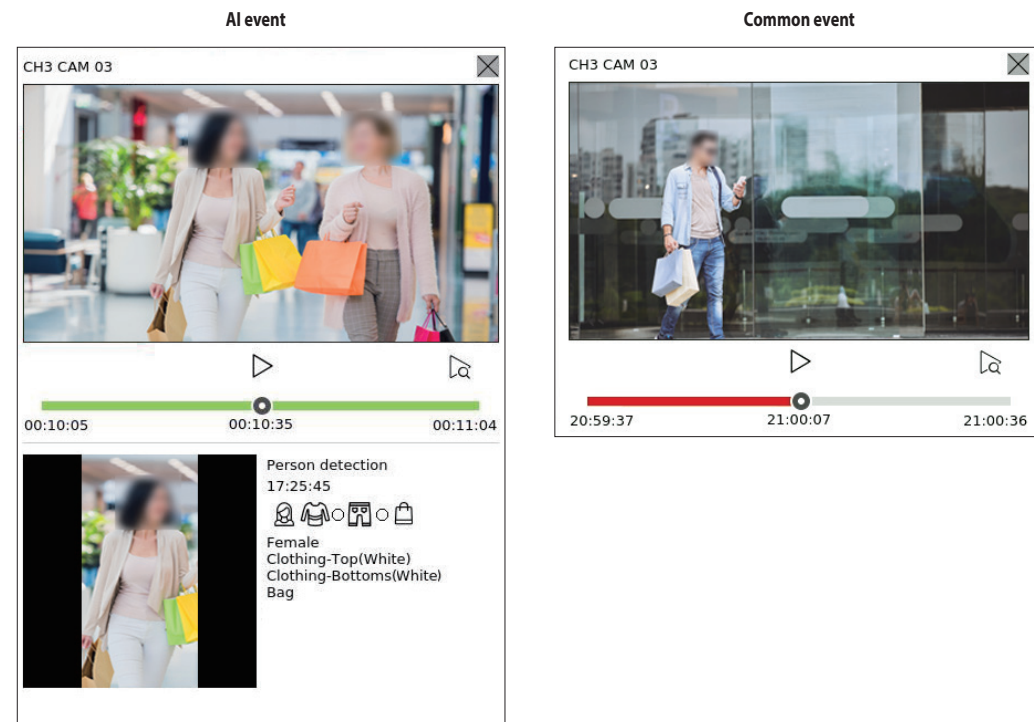 AI event
CH3 CAM 03
00:10:05 00:10:35 00:11:04
Person detection
17:25:45
Female
Clothing-Top(White)
Clothing-Bottoms(White)
Bag
Common event
CH3 CAM 03
20:59:37 21:00:07 21:00:36